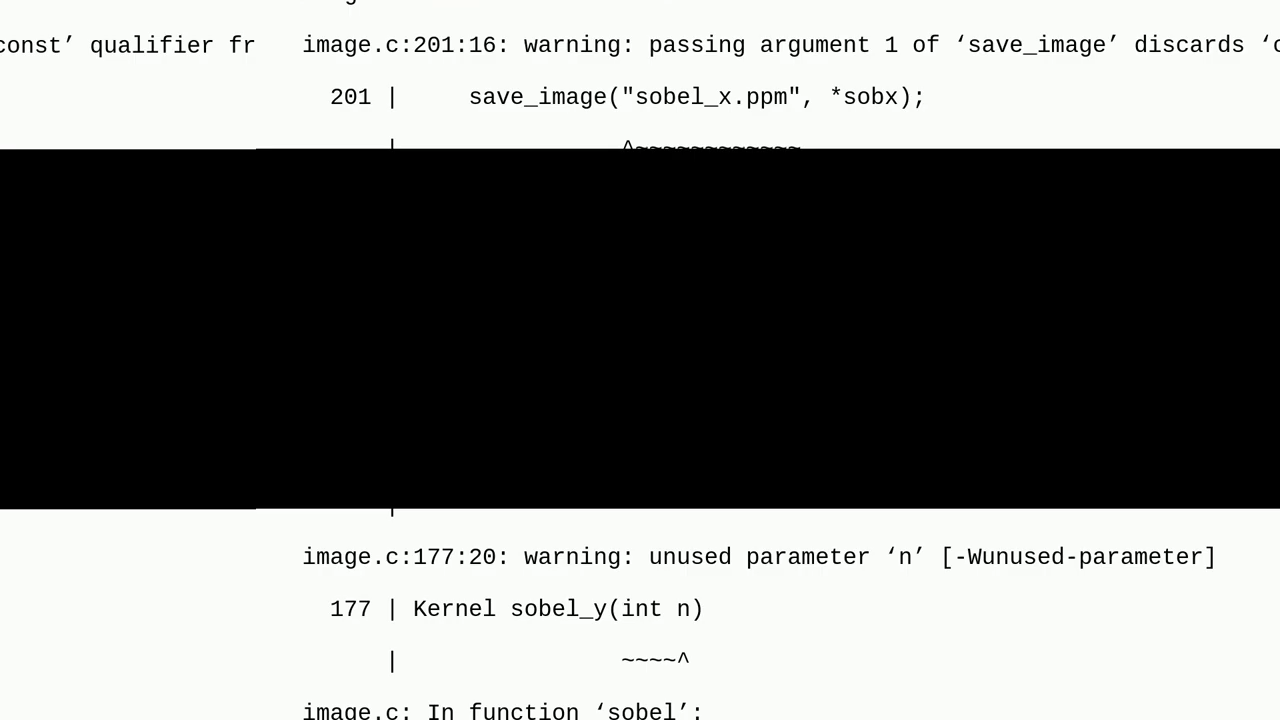 const’ qualifier fr
image.c:201:16: warning: passing argument 1 of ‘save_image’ discards ‘c
201 |     save_image("sobel_x.ppm", *sobx);
|                ^~~~~~~~~~~~~
|
image.c:177:20: warning: unused parameter ‘n’ [-Wunused-parameter]
177 | Kernel sobel_y(int n)
|                ~~~~^
image.c: In function ‘sobel’: